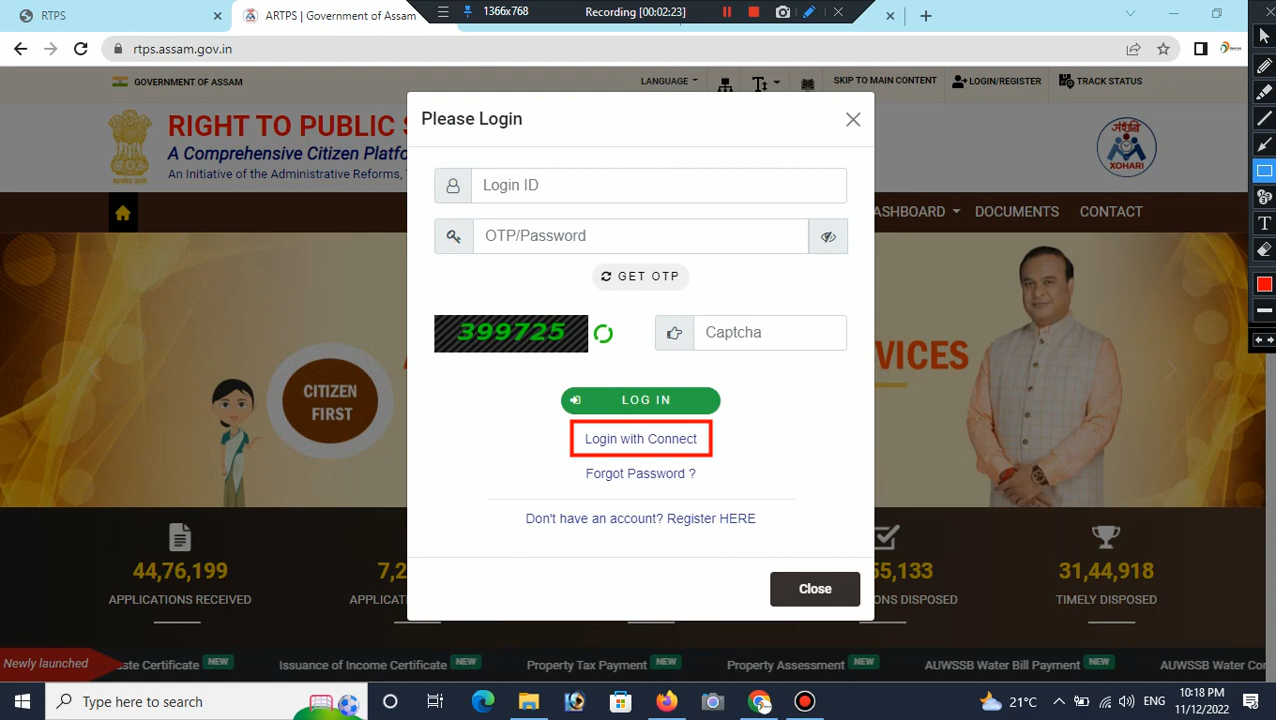 RTPS
ARTPS | Government of Assam
1366x768
Recording [00:02:23]
rtps.assam.gov.in
GOVERNMENT OF ASSAM
LANGUAGE
SKIP TO MAIN CONTENT
LOGIN/REGISTER
TRACK STATUS
Please Login
RIGHT TO PUBLIC S
A Comprehensive Citizen Platfo
An Initiative of the Administrative Reforms, T
XOHARI
Login ID
ASHBOARD
DOCUMENTS
CONTACT
OTP/Password
GET OTP
399725
Captcha
VICES
CITIZEN
FIRST
LOG IN
Login with Connect
Forgot Password ?
Don't have an account? Register HERE
44,76,199
7,2
55,133
31,44,918
APPLICATIONS RECEIVED
APPLICAT
ONS DISPOSED
TIMELY DISPOSED
Close
Newly launched
aste Certificate NEW
Issuance of Income Certificate NEW
Property Tax Payment NEW
Property Assessment NEW
AUWSSB Water Bill Payment NEW
AUWSSB Water Con
Type here to search
21°C
ENG
10:18 PM
11/12/2022